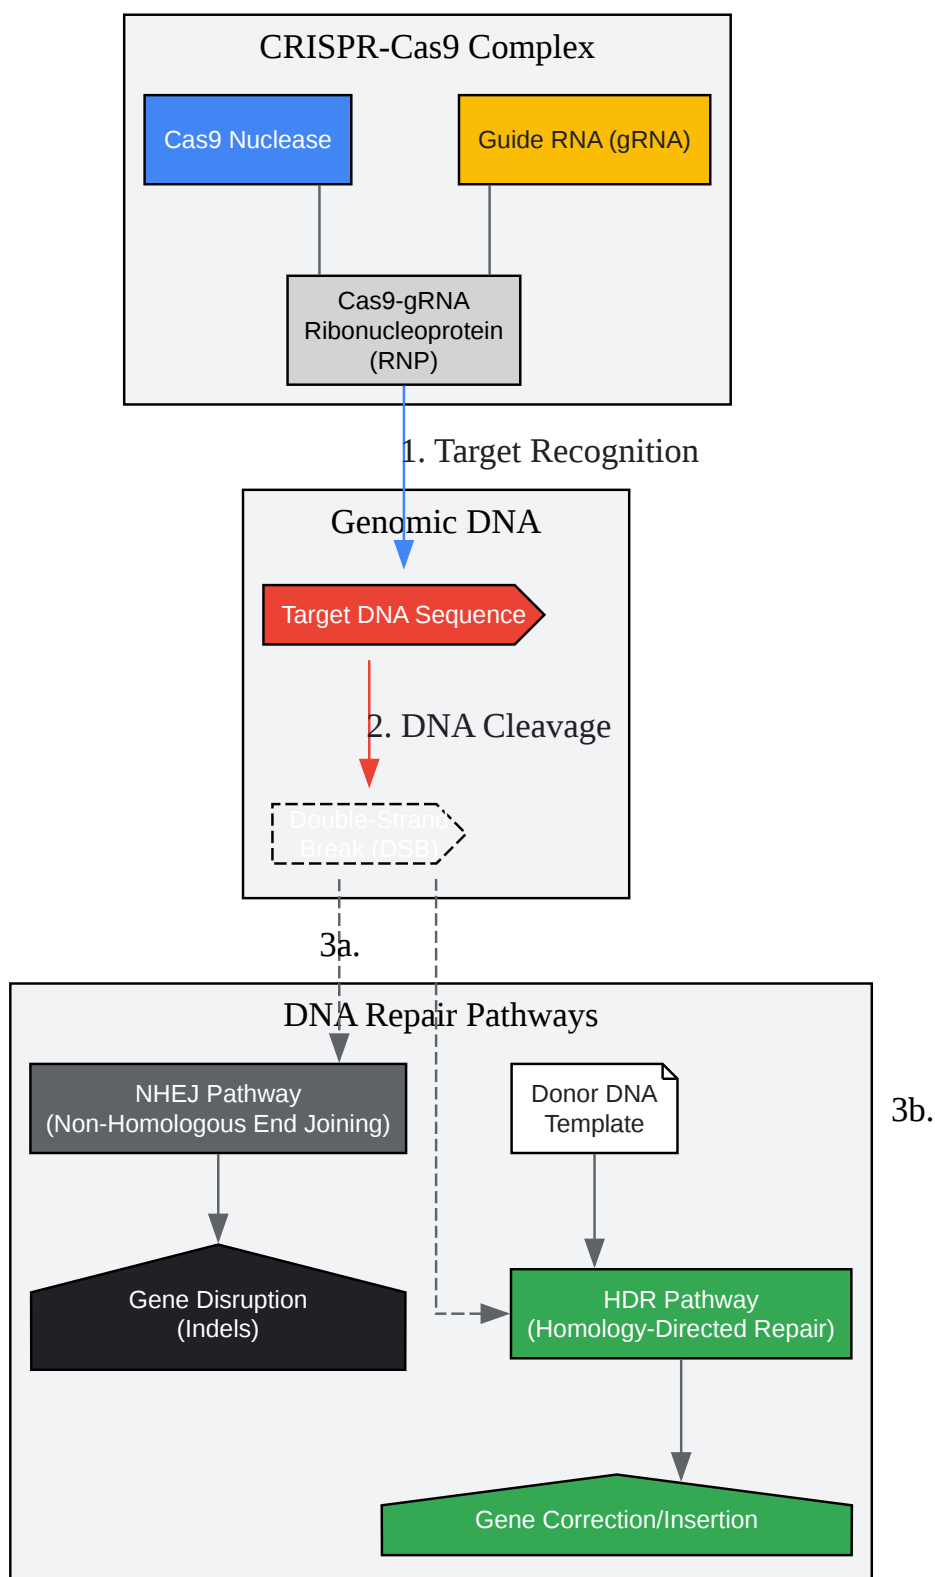 CRISPR-Cas9 Complex
Cas9 Nuclease
Guide RNA (gRNA)
Cas9-gRNA
Ribonucleoprotein
(RNP)
1. Target Recognition
Genomic DNA
Target DNA Sequence
2. DNA Cleavage
Double-Strand
Break (DSB)
3a.
DNA Repair Pathways
NHEJ Pathway
(Non-Homologous End Joining)
Donor DNA
Template
3b.
Gene Disruption
(Indels)
HDR Pathway
(Homology-Directed Repair)
Gene Correction/Insertion